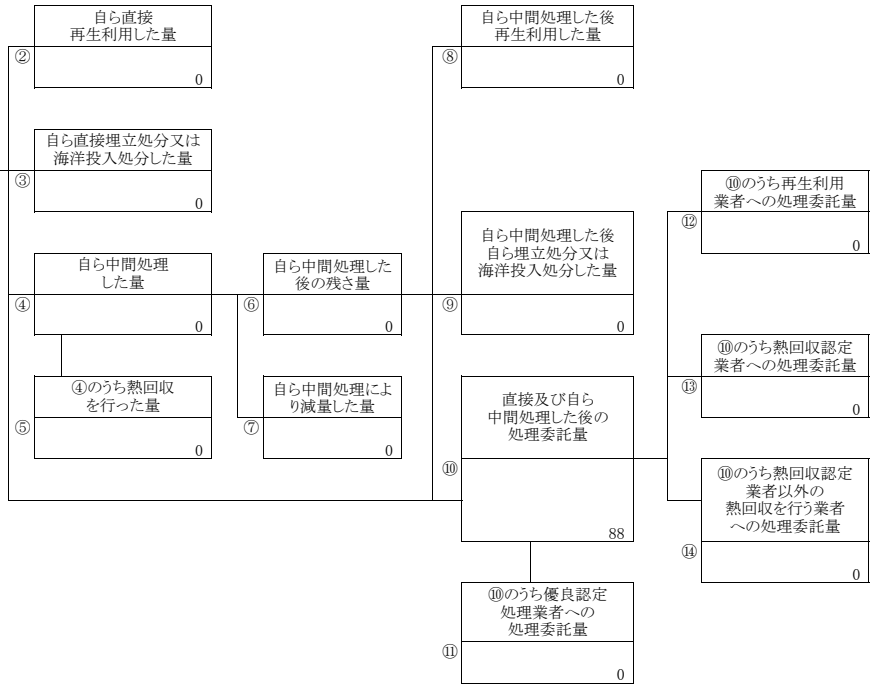 自ら直接
再生利用した量
②
0
自ら直接埋立処分又は
海洋投入処分した量
③
0
自ら中間処理
した量
④
0
④のうち熱回収
を行った量
⑤
0
自ら中間処理した
後の残さ量
⑥
0
自ら中間処理によ
り減量した量
⑦
0
自ら中間処理した後
再生利用した量
⑧
0
自ら中間処理した後
自ら埋立処分又は
海洋投入処分した量
⑨
0
直接及び自ら
中間処理した後の
処理委託量
⑩
88
⑩のうち優良認定
処理業者への
処理委託量
⑪
0
⑩のうち再生利用
業者への処理委託量
⑫
0
⑩のうち熱回収認定
業者への処理委託量
⑬
0
⑩のうち熱回収認定
業者以外の
熱回収を行う業者
への処理委託量
⑭
0